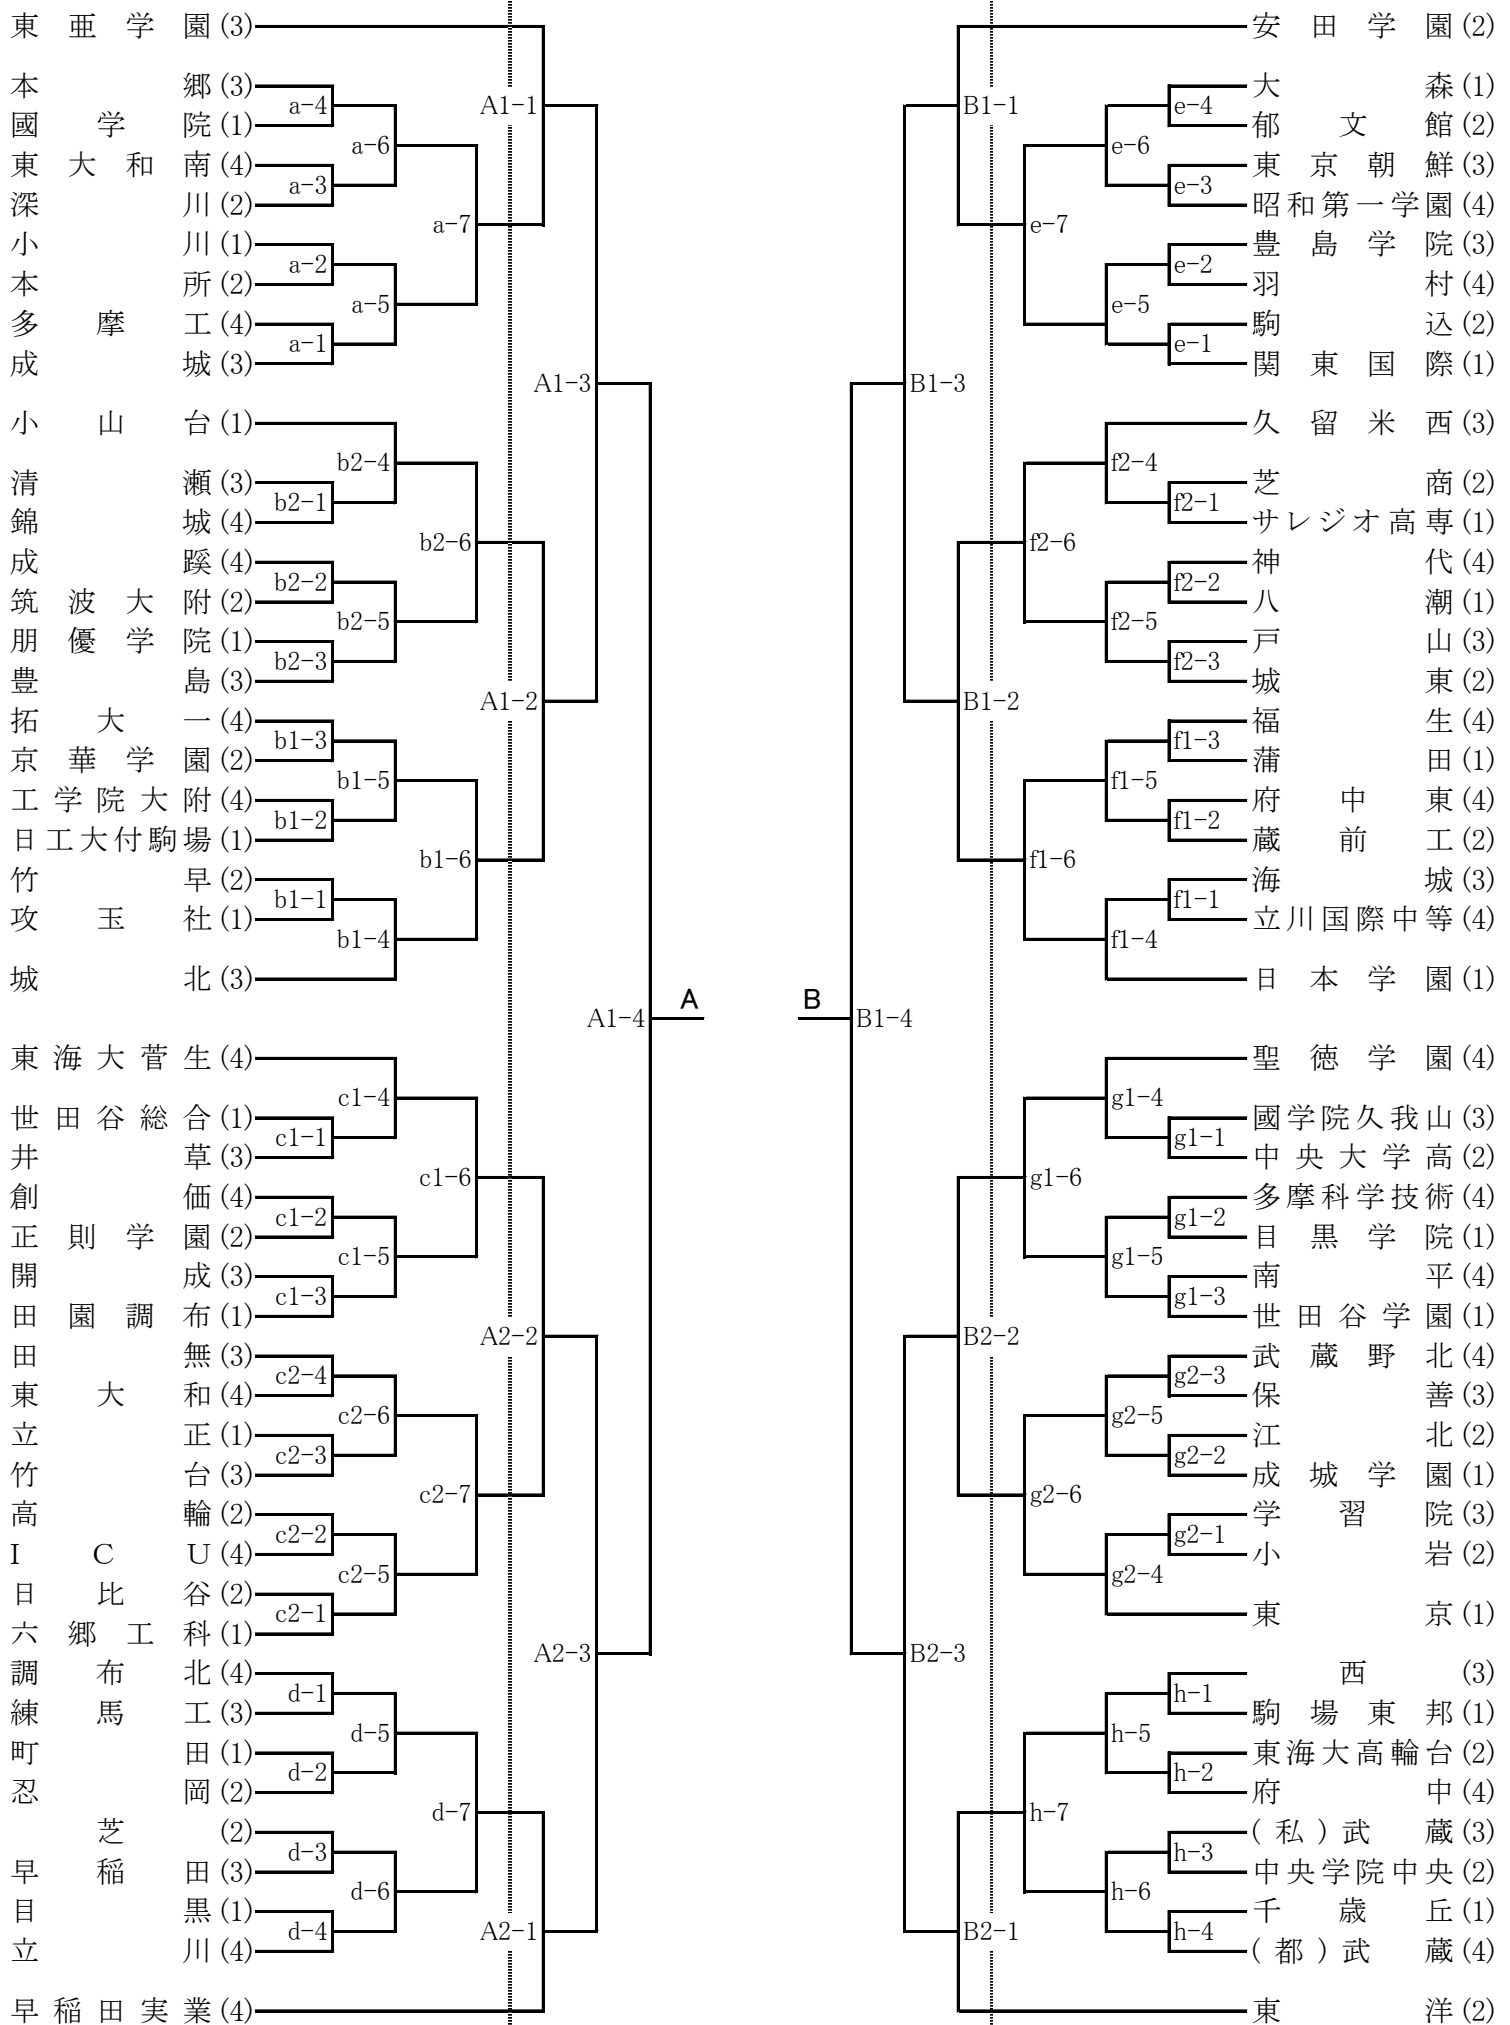 東亜学園(3)
本郷(3)
a-4
國学院(1)
a-6
東大和南(4)
a-3
深川(2)
a-7
小川(1)
a-2
本所(2)
a-5
多摩工(4)
a-1
成城(3)
A1-1
A1-3
小山台(1)
b2-4
清瀬(3)
b2-1
錦城(4)
b2-6
成蹊(4)
b2-2
筑波大附(2)
b2-5
朋優学院(1)
b2-3
豊島(3)
A1-2
拓大一(4)
b1-3
京華学園(2)
b1-5
工学院大附(4)
b1-2
日工大付駒場(1)
b1-6
竹早(2)
b1-1
攻玉社(1)
b1-4
城北(3)
A1-4
A
東海大菅生(4)
c1-4
世田谷総合(1)
c1-1
井草(3)
c1-6
創価(4)
c1-2
正則学園(2)
c1-5
開成(3)
c1-3
田園調布(1)
A2-2
田無(3)
c2-4
東大和(4)
c2-6
立正(1)
c2-3
竹台(3)
c2-7
高輪(2)
c2-2
ICU(4)
c2-5
日比谷(2)
c2-1
六郷工科(1)
A2-3
調布北(4)
d-1
練馬工(3)
d-5
町田(1)
d-2
忍岡(2)
d-7
芝(2)
d-3
早稲田(3)
d-6
目黒(1)
d-4
立川(4)
A2-1
早稲田実業(4)
安田学園(2)
B1-1
大森(1)
e-4
郁文館(2)
e-6
東京朝鮮(3)
e-3
昭和第一学園(4)
e-7
豊島学院(3)
e-2
羽村(4)
e-5
駒込(2)
e-1
関東国際(1)
B1-3
久留米西(3)
f2-4
芝商(2)
f2-1
サレジオ高専(1)
f2-6
神代(4)
f2-2
八潮(1)
f2-5
戸山(3)
f2-3
城東(2)
B1-2
福生(4)
f1-3
蒲田(1)
f1-5
府中東(4)
f1-2
蔵前工(2)
f1-6
海城(3)
f1-1
立川国際中等(4)
f1-4
日本学園(1)
B
B1-4
聖徳学園(4)
g1-4
國学院久我山(3)
g1-1
中央大学高(2)
g1-6
多摩科学技術(4)
g1-2
目黒学院(1)
g1-5
南平(4)
g1-3
世田谷学園(1)
B2-2
武蔵野北(4)
g2-3
保善(3)
g2-5
江北(2)
g2-2
成城学園(1)
g2-6
学習院(3)
g2-1
小岩(2)
g2-4
東京(1)
B2-3
西(3)
h-1
駒場東邦(1)
h-5
東海大高輪台(2)
h-2
府中(4)
h-7
(私)武蔵(3)
h-3
中央学院中央(2)
h-6
千歳丘(1)
h-4
(都)武蔵(4)
B2-1
東洋(2)